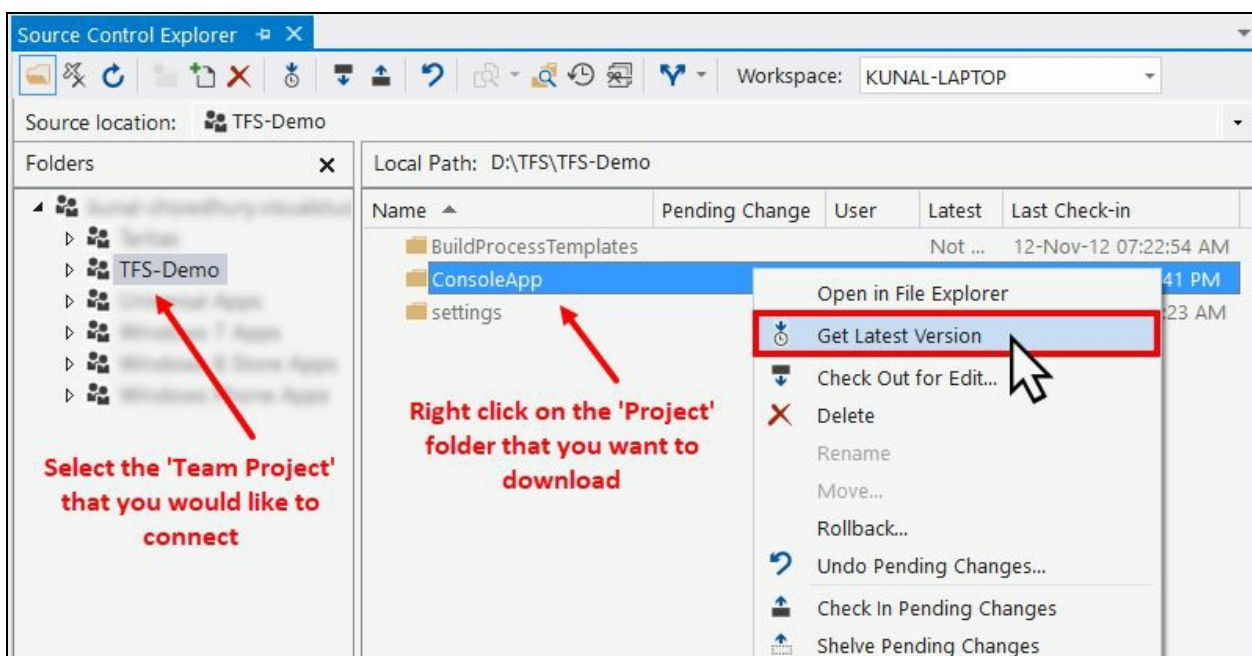 Source Control Explorer
Workspace: KUNAL-LAPTOP
Source location: TFS-Demo
Folders
Local Path: D:\TFS\TFS-Demo
Name Pending Change User Latest Last Check-in
BuildProcessTemplates Not ... 12-Nov-12 07:22:54 AM
TFS-Demo
ConsoleApp 41 PM
settings :23 AM
Open in File Explorer
Get Latest Version
Check Out for Edit...
Delete
Rename
Move...
Rollback...
Undo Pending Changes...
Check In Pending Changes
Shelve Pending Changes
Select the 'Team Project'
that you would like to
connect
Right click on the 'Project'
folder that you want to
download